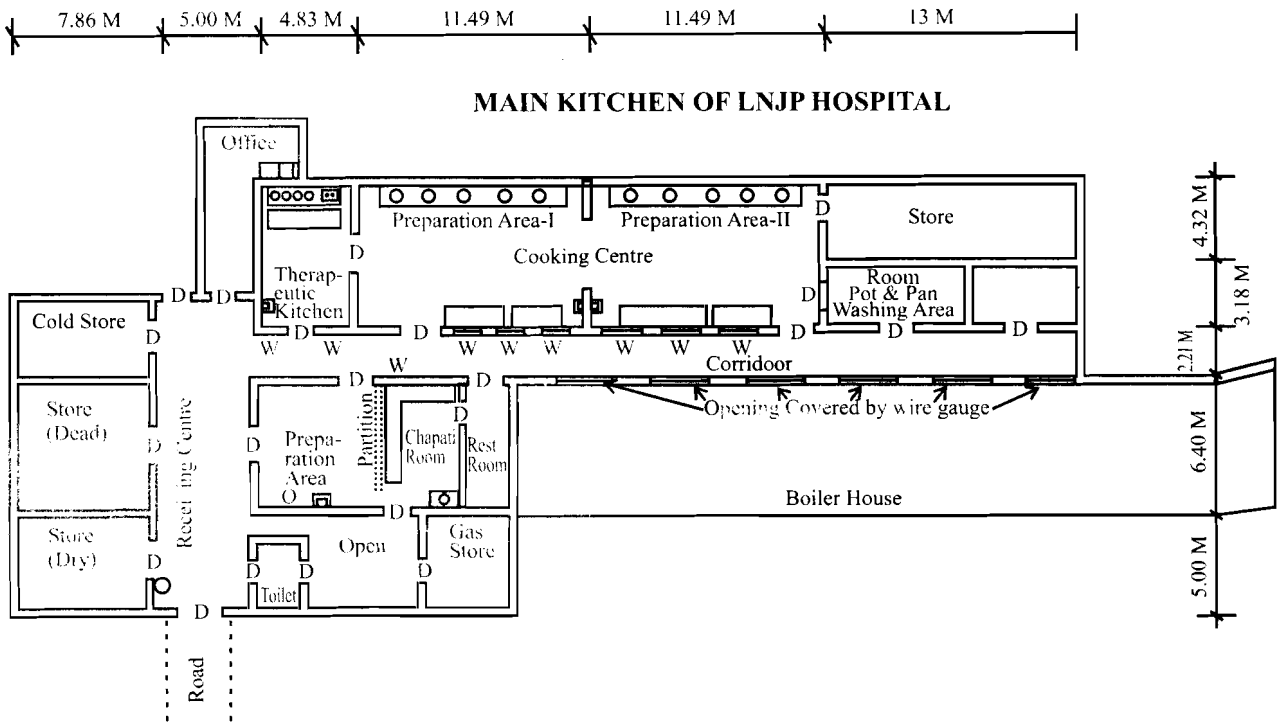 7.86 M 5.00 M 4.83 M 11.49 M 11.49 M 13 M
MAIN KITCHEN OF LNJP HOSPITAL
Office
Preparation Area-I
Preparation Area-II
D
Store
Cooking Centre
D
Therap-
eutic
Kitchen
D
Room
Pot & Pan
Washing Area
D D
Cold Store
D
D
D
D
D
D
W
W
W W W
W W W
W
Corridoor
D
D
Opening Covered by wire gauge
Store
(Dead)
D
Receiving Centre
D
Prepa-
ration
Area
O
Partition
Chapati
Room
D
Rest
Room
Boiler House
D
Store
(Dry)
D
Open
Gas
Store
D
D
Toilet
D
D
Road
4.32 M
3.18 M
2.21 M
6.40 M
5.00 M